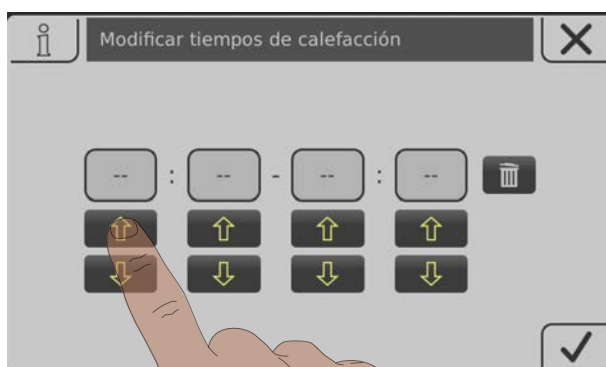 Modificar tiempos de calefacción
-- : -- - -- : --